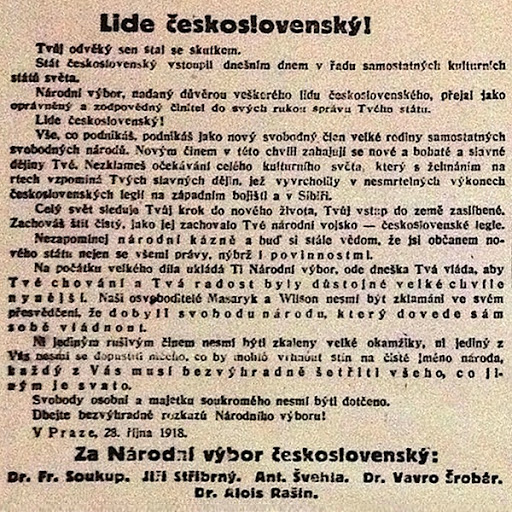 Lide československý!
Tvůj odvěký sen stal se skutkem.
Stát československý vstoupil dnešním dnem v řadu samostatných kulturních
států světa.
Národní výbor, nadaný důvěrou veškerého lidu československého, přejal jako
oprávněný a zodpovědný činitel do svých rukou správu Tvého státu.
Lide československý!
Vše, co podnikáš, podnikáš jako nový svobodný člen velké rodiny samostatných
svobodných národů. Novým činem v této chvíli zahajují se nové a bohaté a slavné
dějiny Tvé. Nezklameš očekávání celého kulturního světa, který s žehnáním na
rtech vzpomíná Tvých slavných dějin, jež vyvrcholily v nesmrtelných výkonech
československých legií na západním bojišti a v Sibiři.
Celý svět sleduje Tvůj krok do nového života, Tvůj vstup do země zaslíbené.
Zachováš štít čistý, jako jej zachovalo Tvé národní vojsko — československé legie.
Nezapomínej národní kázně a buď si stále vědom, že jsi občanem no-
vého státu nejen se všemi právy, nýbrž i povinnostmi.
Na počátku velkého díla ukládá Ti Národní výbor, ode dneška Tvá vláda, aby
Tvé chování a Tvá radost byly důstojné velké chvíle
nynější. Naši osvoboditelé Masaryk a Wilson nesmí být zklamáni ve svém
přesvědčení, že dobyli svobodu národu, který dovede sám
sobě vládnout.
Ni jediným rušivým činem nesmí býti zkaleny velké okamžiky, ni jediný z
Vás nesmí se dopustiti ničeho, co by mohlo vrhnout stín na čisté jméno národa,
každý z Vás musí bezvýhradně šetřiti všeho, co ji-
ným je svato.
Svobody osobní a majetku soukromého nesmí býti dotčeno.
Dbejte bezvýhradně rozkazů Národního výboru!
V Praze, 28. října 1918.
Za Národní výbor československý:
Dr. Fr. Soukup. Jiří Stříbrný. Ant. Švehla. Dr. Vavro Šrobár.
Dr. Alois Rašín.